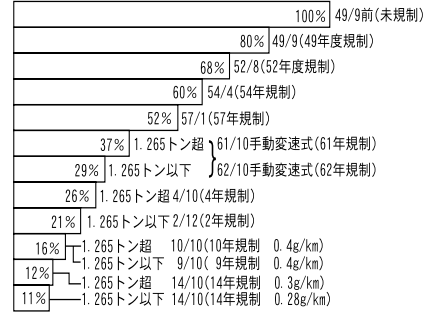 100% 49/9前(未規制)
80% 49/9(49年度規制)
68% 52/8(52年度規制)
60% 54/4(54年規制)
52% 57/1(57年規制)
37% 1.265トン超 61/10手動変速式(61年規制)
29% 1.265トン以下 62/10手動変速式(62年規制)
26% 1.265トン超 4/10(4年規制)
21% 1.265トン以下 2/12(2年規制)
16% 1.265トン超 10/10(10年規制 0.4g/km)
1.265トン以下 9/10( 9年規制 0.4g/km)
12% 1.265トン超 14/10(14年規制 0.3g/km)
11% 1.265トン以下 14/10(14年規制 0.28g/km)